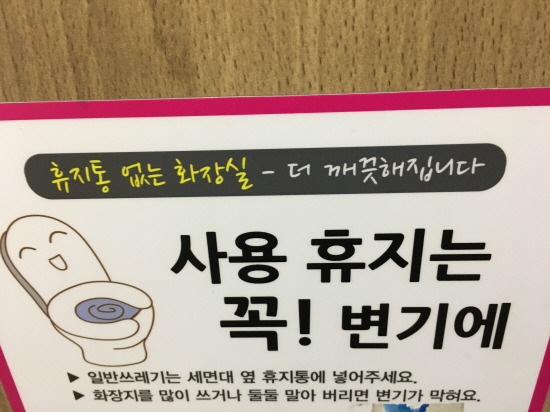 휴지통 없는 화장실 - 더 깨끗해집니다
사용 휴지는
꼭! 변기에
▶ 일반쓰레기는 세면대 옆 휴지통에 넣어주세요.
▶ 화장지를 많이 쓰거나 둘둘 말아 버리면 변기가 막혀요.